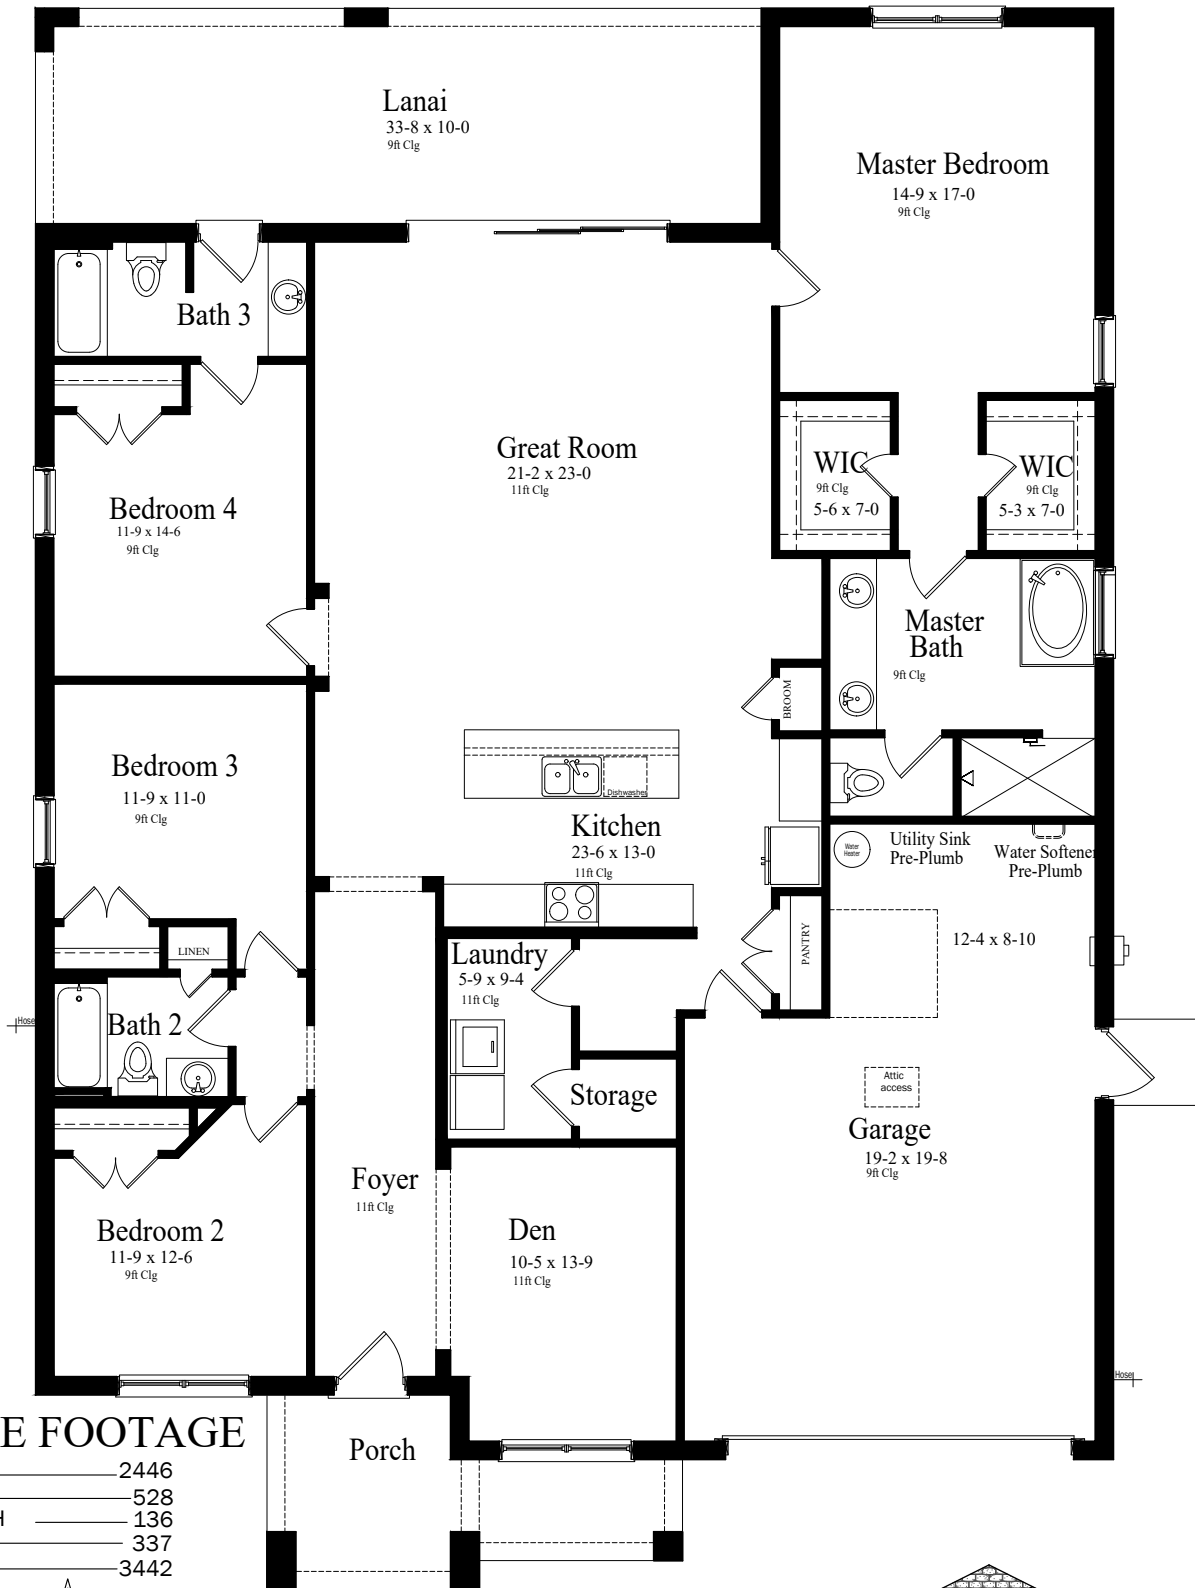 Lanai
33-8 x 10-0
9ft Clg
Master Bedroom
14-9 x 17-0
9ft Clg
Bath 3
Great Room
21-2 x 23-0
11ft Clg
WIC
9ft Clg
5-6 x 7-0
WIC
9ft Clg
5-3 x 7-0
Bedroom 4
11-9 x 14-6
9ft Clg
Master
Bath
9ft Clg
BROOM
Bedroom 3
11-9 x 11-0
9ft Clg
Dishwasher
Kitchen
23-6 x 13-0
11ft Clg
Water
Heater
Utility Sink
Pre-Plumb
Water Softener
Pre-Plumb
LINEN
Laundry
5-9 x 9-4
11ft Clg
PANTRY
12-4 x 8-10
Hose
Bath 2
Attic
access
Storage
Garage
19-2 x 19-8
9ft Clg
Foyer
11ft Clg
Bedroom 2
11-9 x 12-6
9ft Clg
Den
10-5 x 13-9
11ft Clg
Hose
E FOOTAGE
Porch
2446
528
H 136
337
3442